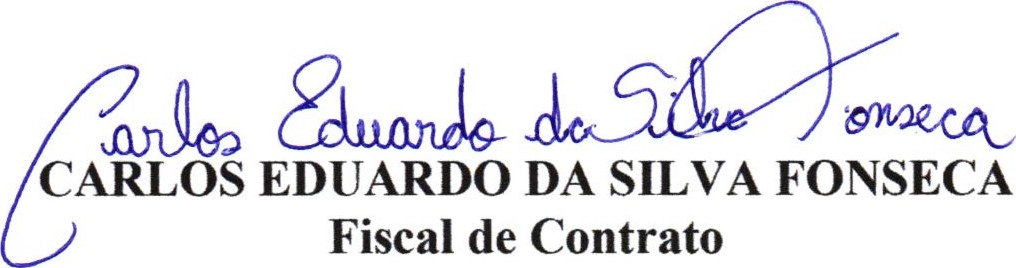 Carlos Eduardo da Silva Fonseca
CARLOS EDUARDO DA SILVA FONSECA
Fiscal de Contrato